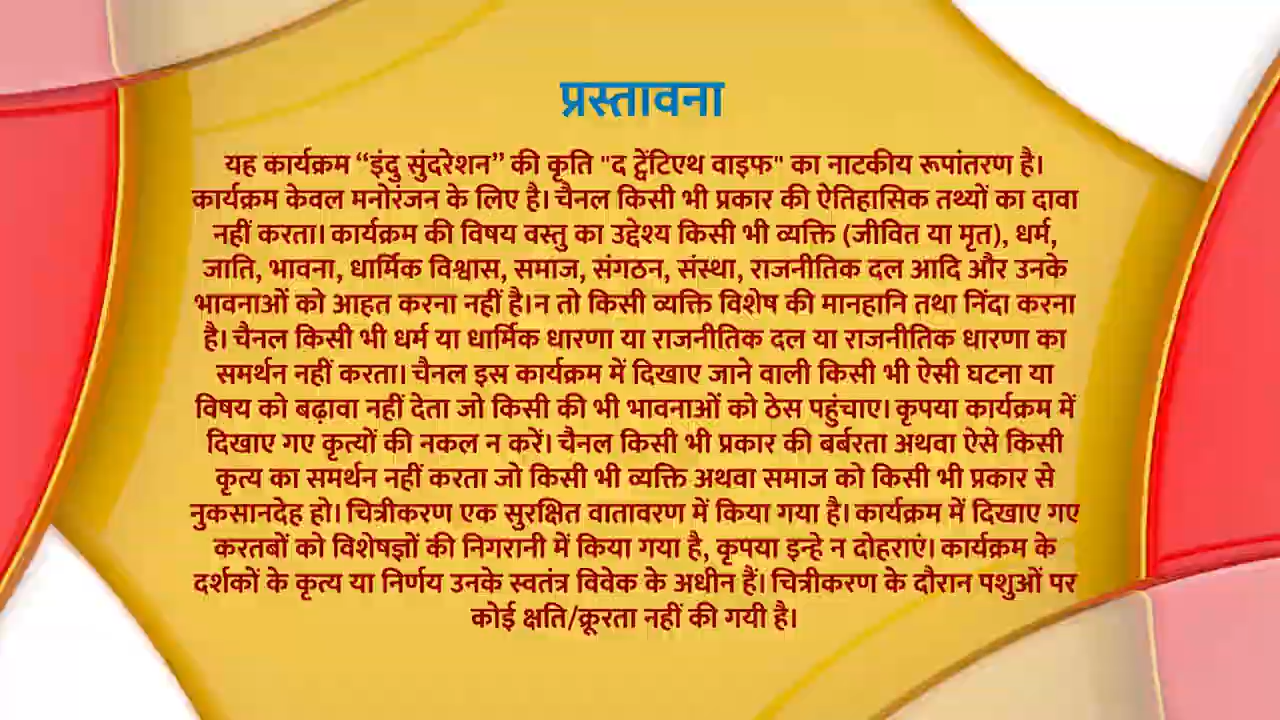 प्रस्तावना
यह कार्यक्रम “इंदु सुंदरेशन” की कृति "द ट्वेंटिएथ वाइफ" का नाटकीय रूपांतरण है।
कार्यक्रम केवल मनोरंजन के लिए है। चैनल किसी भी प्रकार की ऐतिहासिक तथ्यों का दावा
नहीं करता। कार्यक्रम की विषय वस्तु का उद्देश्य किसी भी व्यक्ति (जीवित या मृत), धर्म,
जाति, भावना, धार्मिक विश्वास, समाज, संगठन, संस्था, राजनीतिक दल आदि और उनके
भावनाओं को आहत करना नहीं है।न तो किसी व्यक्ति विशेष की मानहानि तथा निंदा करना
है। चैनल किसी भी धर्म या धार्मिक धारणा या राजनीतिक दल या राजनीतिक धारणा का
समर्थन नहीं करता। चैनल इस कार्यक्रम में दिखाए जाने वाली किसी भी ऐसी घटना या
विषय को बढ़ावा नहीं देता जो किसी की भी भावनाओं को ठेस पहुंचाए। कृपया कार्यक्रम में
दिखाए गए कृत्यों की नकल न करें। चैनल किसी भी प्रकार की बर्बरता अथवा ऐसे किसी
कृत्य का समर्थन नहीं करता जो किसी भी व्यक्ति अथवा समाज को किसी भी प्रकार से
नुकसानदेह हो। चित्रीकरण एक सुरक्षित वातावरण में किया गया है। कार्यक्रम में दिखाए गए
करतबों को विशेषज्ञों की निगरानी में किया गया है, कृपया इन्हे न दोहराएं। कार्यक्रम के
दर्शकों के कृत्य या निर्णय उनके स्वतंत्र विवेक के अधीन हैं। चित्रीकरण के दौरान पशुओं पर
कोई क्षति/क्रूरता नहीं की गयी है।